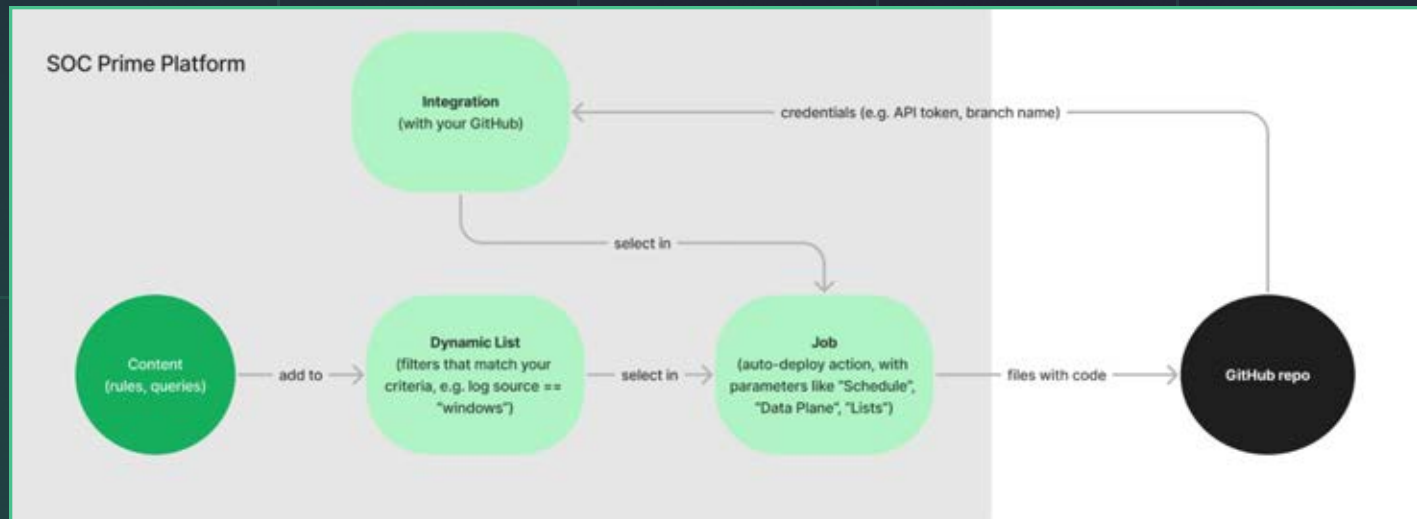 SOC Prime Platform
Integration
(with your GitHub)
credentials (e.g. API token, branch name)
select in
Content
(rules, queries)
add to
Dynamic List
(filters that match your
criteria, e.g. log source ==
"windows")
select in
Job
(auto-deploy action, with
parameters like "Schedule",
"Data Plane", "Lists")
files with code
GitHub repo